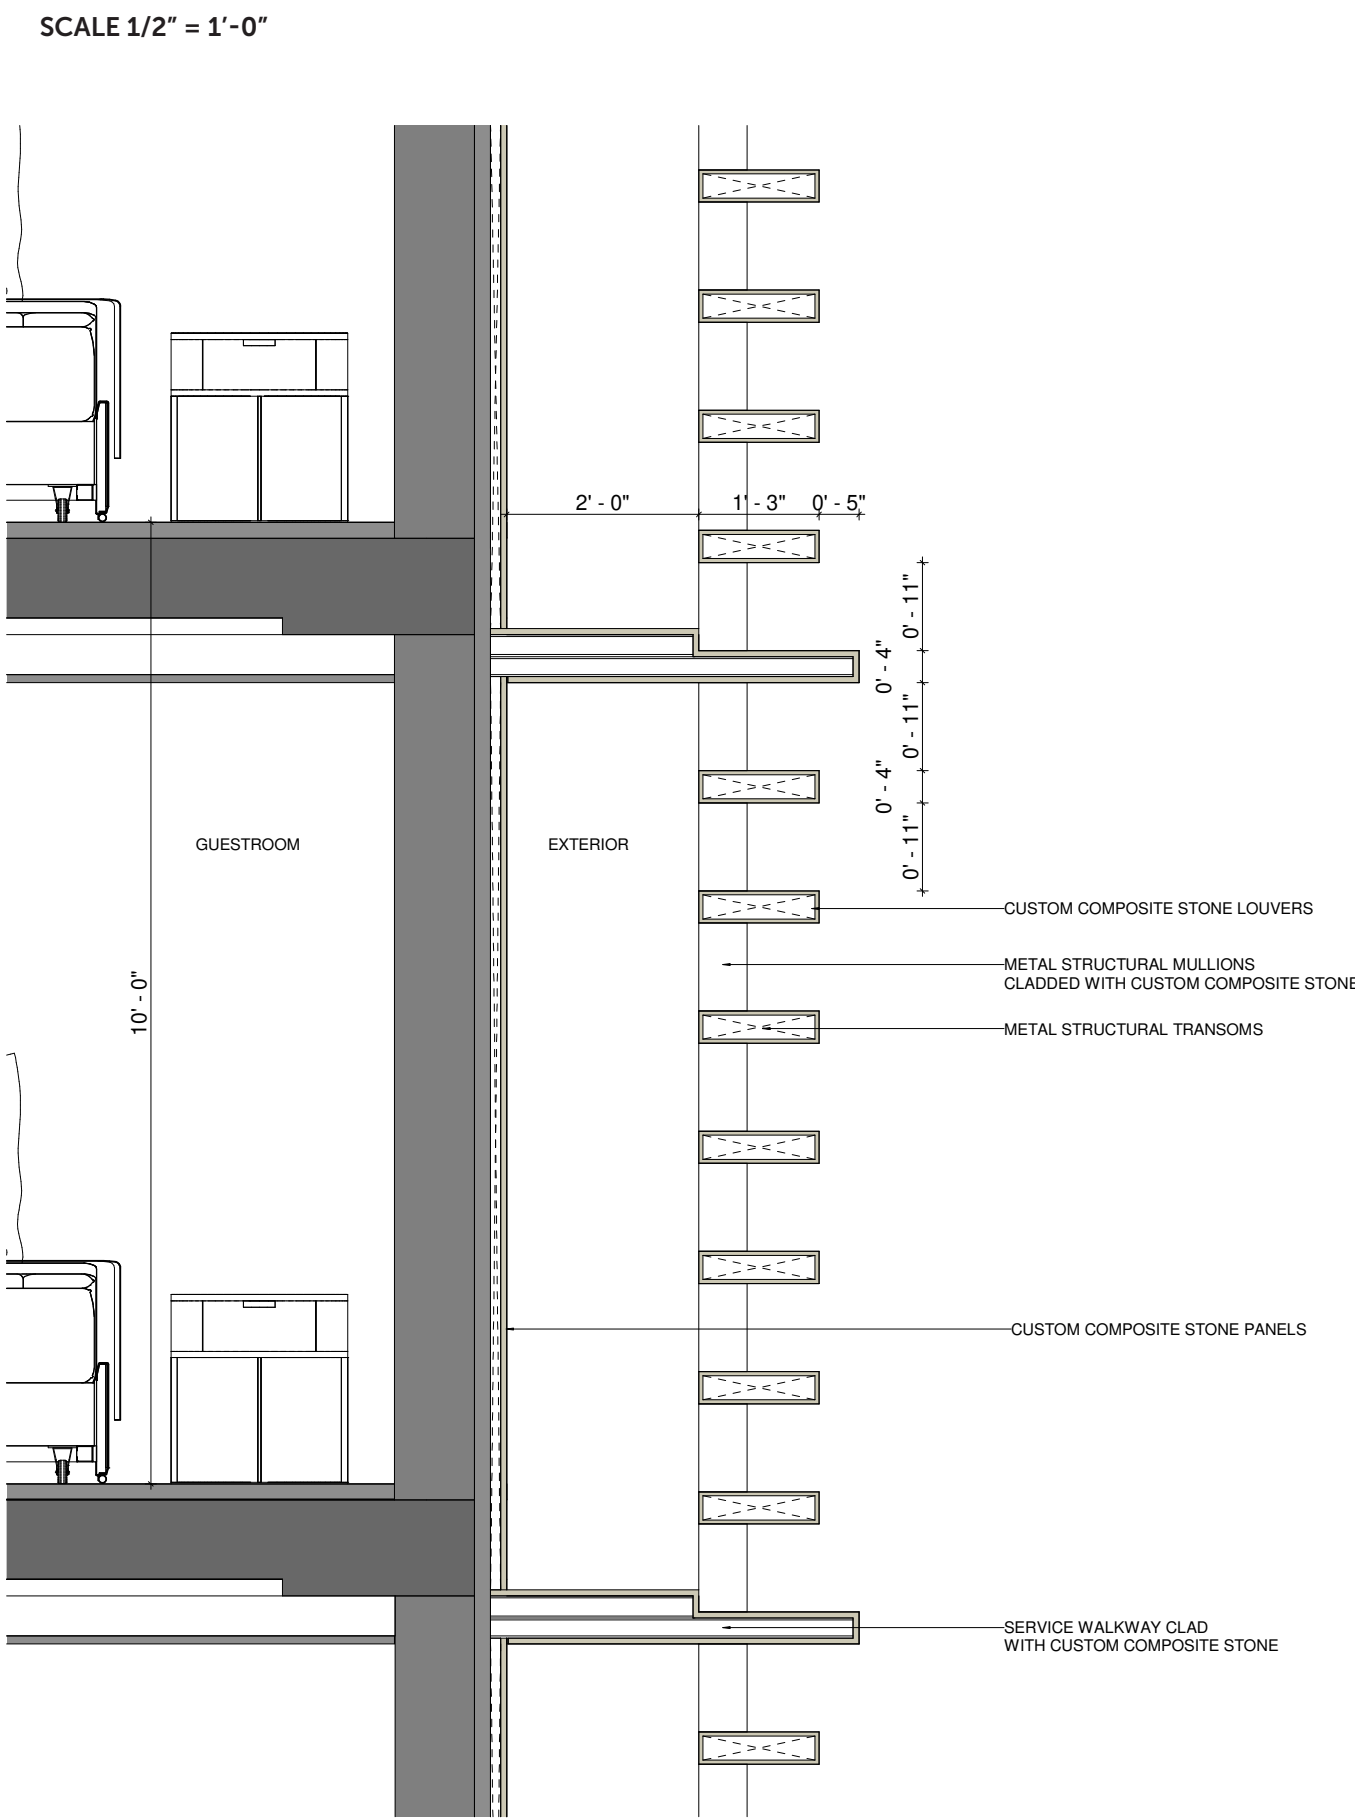 SCALE 1/2” = 1’-0”
2' - 0"
1' - 3"
0' - 5"
0' - 11"
0' - 4"
0' - 11"
0' - 4"
0' - 11"
GUESTROOM
EXTERIOR
10' - 0"
CUSTOM COMPOSITE STONE LOUVERS
METAL STRUCTURAL MULLIONS
CLADDED WITH CUSTOM COMPOSITE STONE
METAL STRUCTURAL TRANSOMS
CUSTOM COMPOSITE STONE PANELS
SERVICE WALKWAY CLAD
WITH CUSTOM COMPOSITE STONE